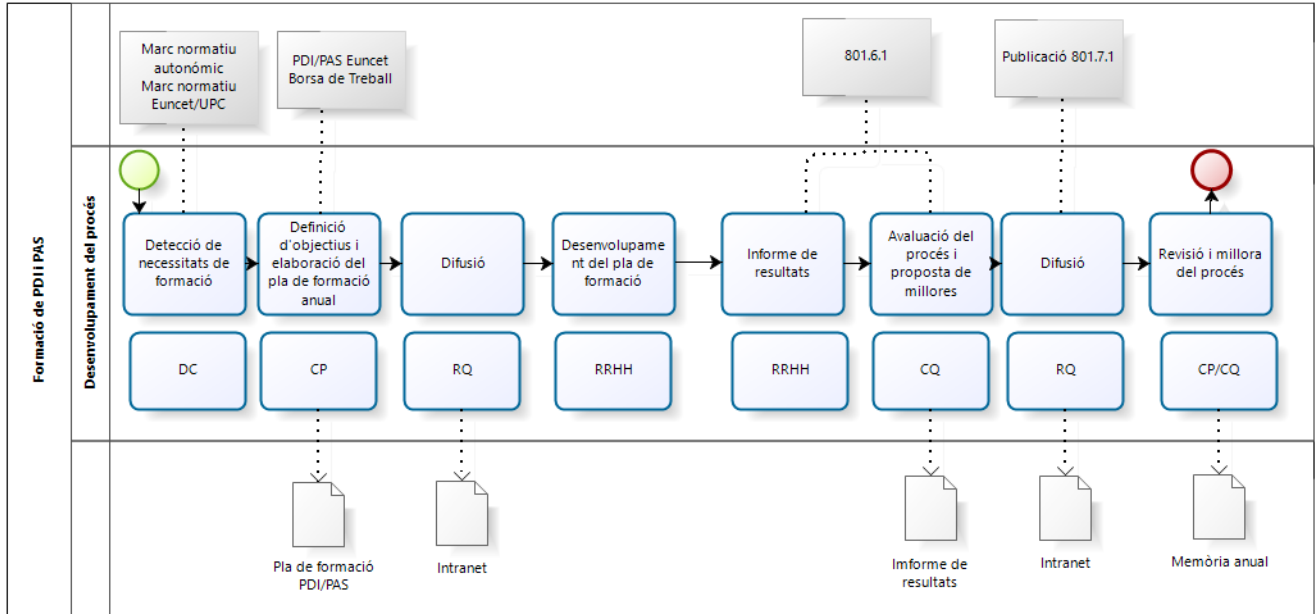 Formació de PDI i PAS
Desenvolupament del procés
Marc normatiu
autonómic
Marc normatiu
Euncet/UPC
PDI/PAS Euncet
Borsa de Treball
801.6.1
Publicació 801.7.1
Detecció de
necessitats de
formació
Definició
d'objectius i
elaboració del
pla de formació
anual
Difusió
Desenvolupame
nt del pla de
formació
Informe de
resultats
Avaluació del
procés i
proposta de
millores
Difusió
Revisió i millora
del procés
DC
CP
RQ
RRHH
RRHH
CQ
RQ
CP/CQ
Pla de formació
PDI/PAS
Intranet
Imforme de
resultats
Intranet
Memòria anual